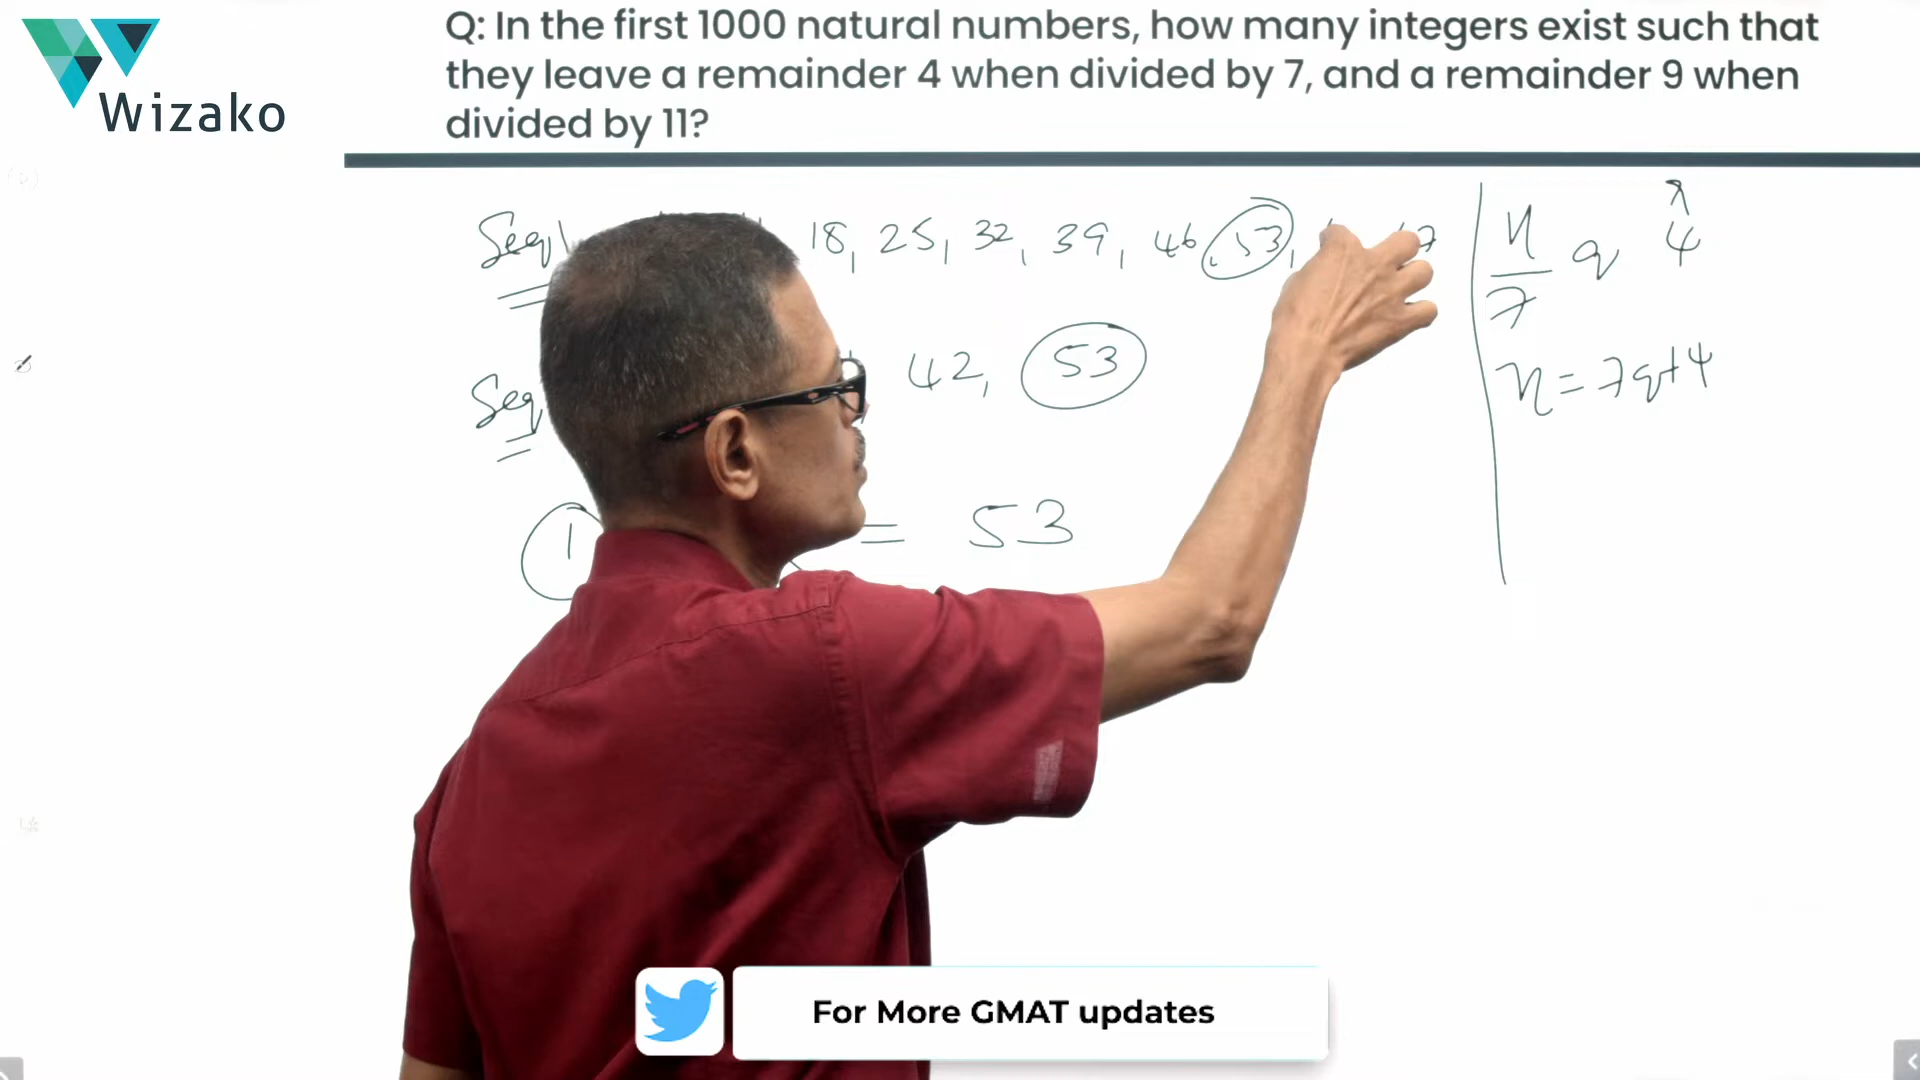 Wizako
Q: In the first 1000 natural numbers, how many integers exist such that
they leave a remainder 4 when divided by 7, and a remainder 9 when
divided by 11?
Seq 18, 25, 32, 39, 46, 53,
Seq 42, 53
1 = 53
n/7 q 4
n = 7q+4
For More GMAT updates